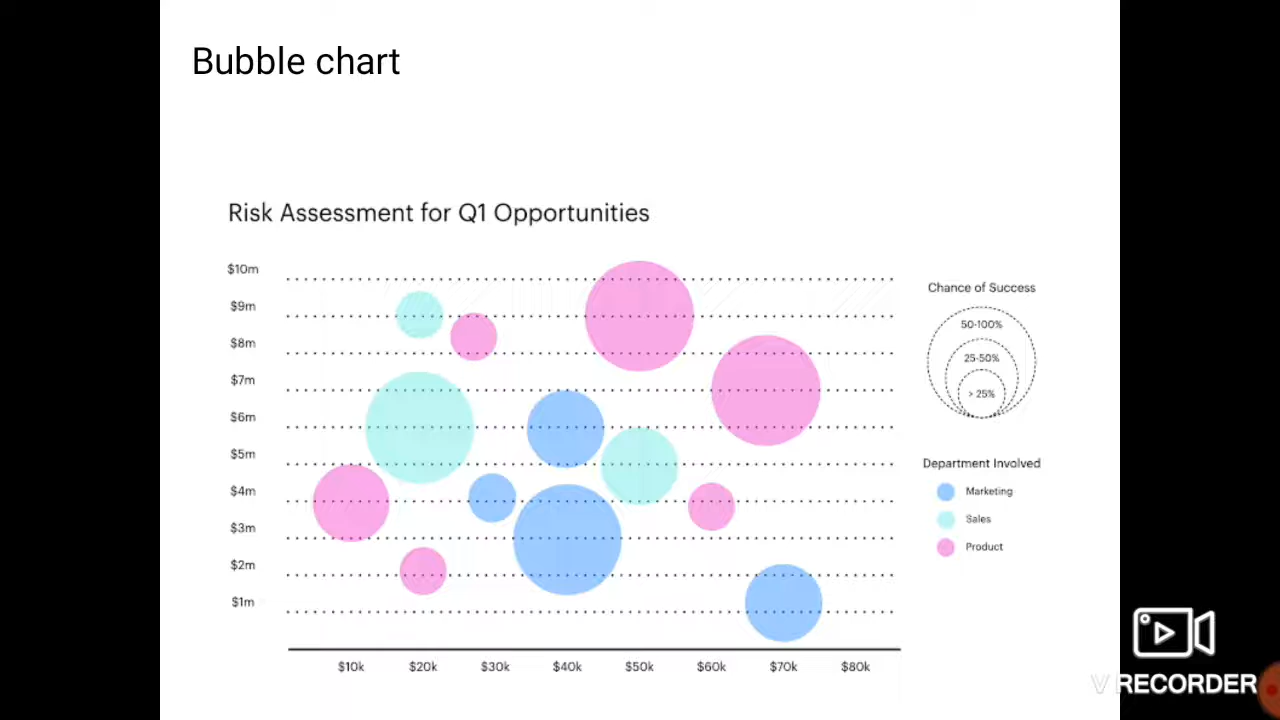 Bubble chart
Risk Assessment for Q1 Opportunities
$10m
$9m
$8m
$7m
$6m
$5m
$4m
$3m
$2m
$1m
$10k $20k $30k $40k $50k $60k $70k $80k
Chance of Success
50-100%
25-50%
> 25%
Department Involved
Marketing
Sales
Product
V RECORDER